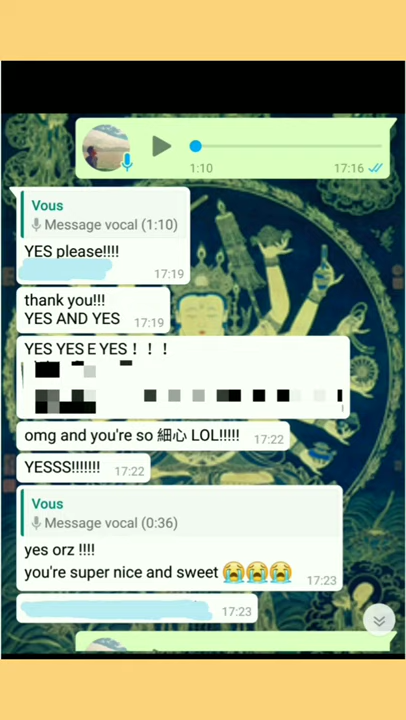 1:10
17:16
Vous
Message vocal (1:10)
YES please!!!!
17:19
thank you!!!
YES AND YES
17:19
YES YES E YES！！！
omg and you're so 細心 LOL!!!!!
17:22
YESSS!!!!!!!
17:22
Vous
Message vocal (0:36)
yes orz !!!!
you're super nice and sweet 😭😭😭
17:23
17:23